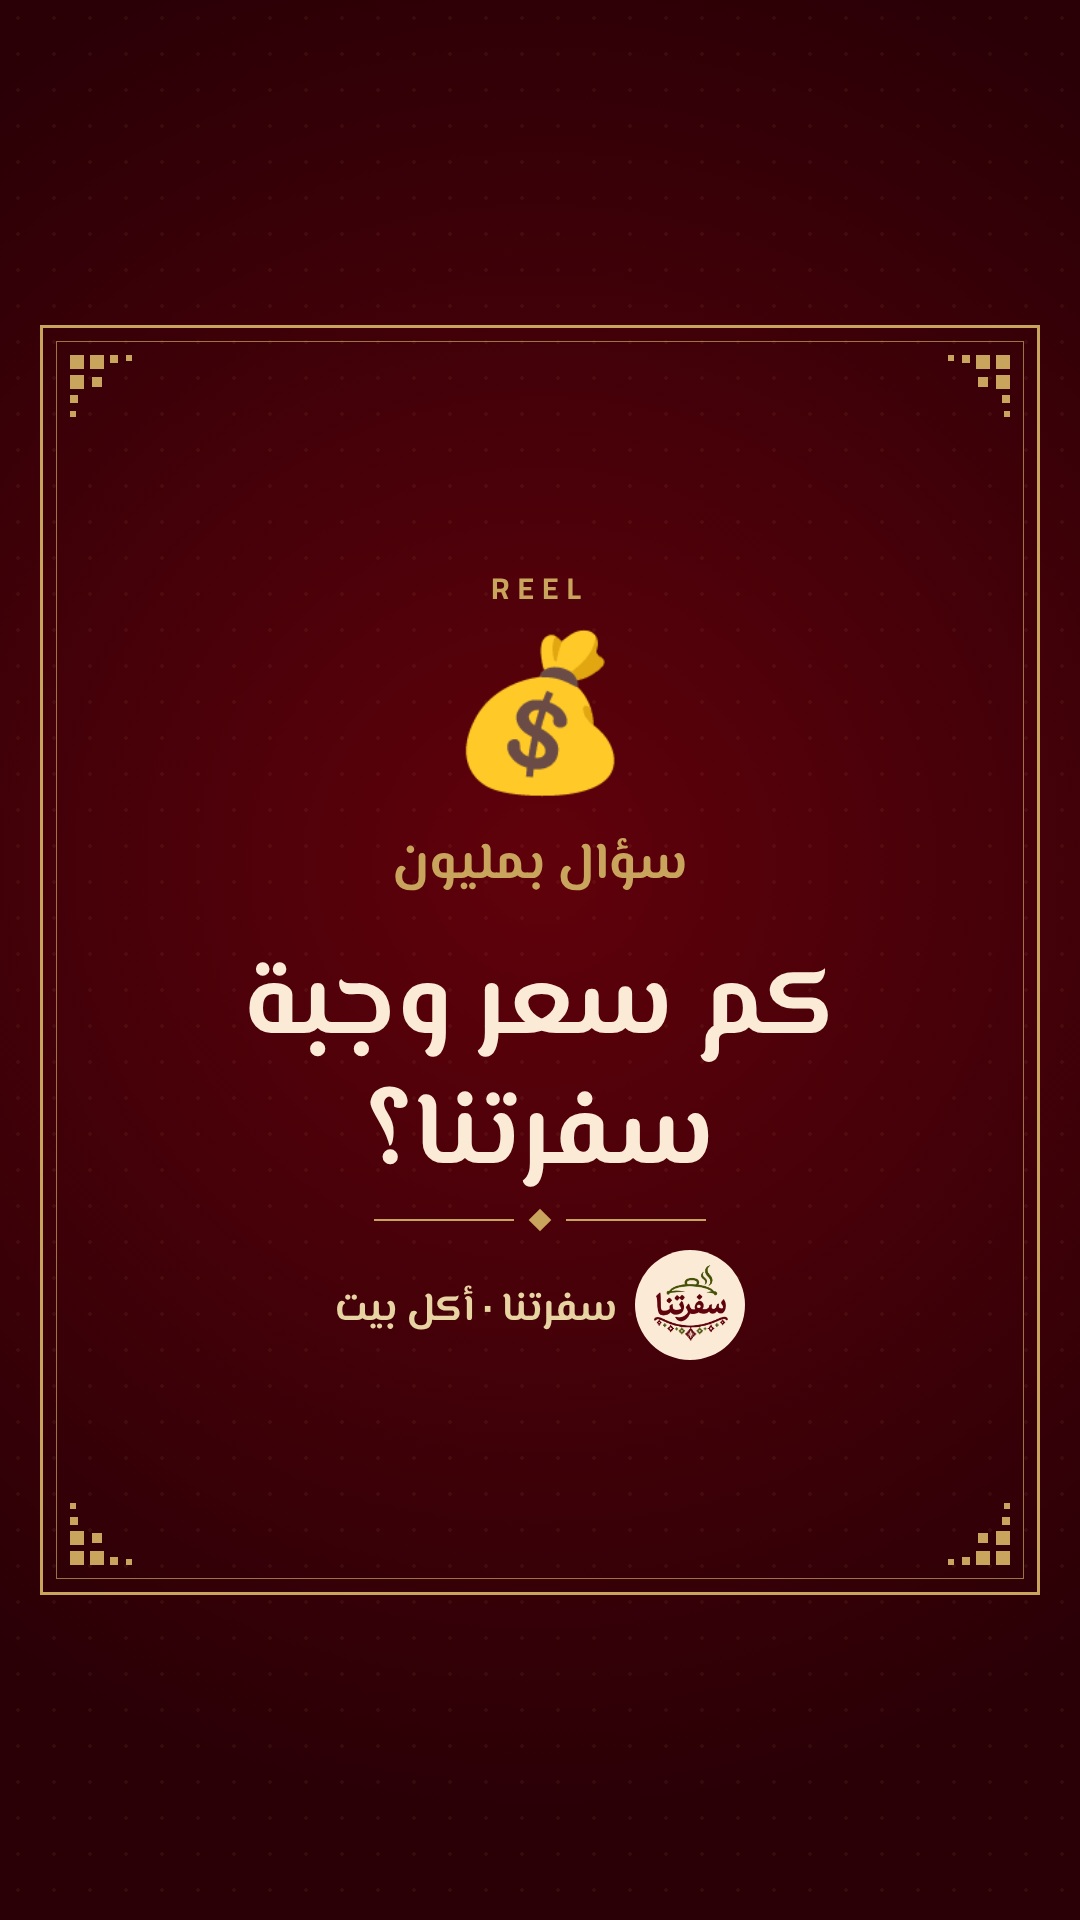 REEL
سؤال بمليون
كم سعر وجبة
سفرتنا؟
سفرتنا
سفرتنا · أكل بيت